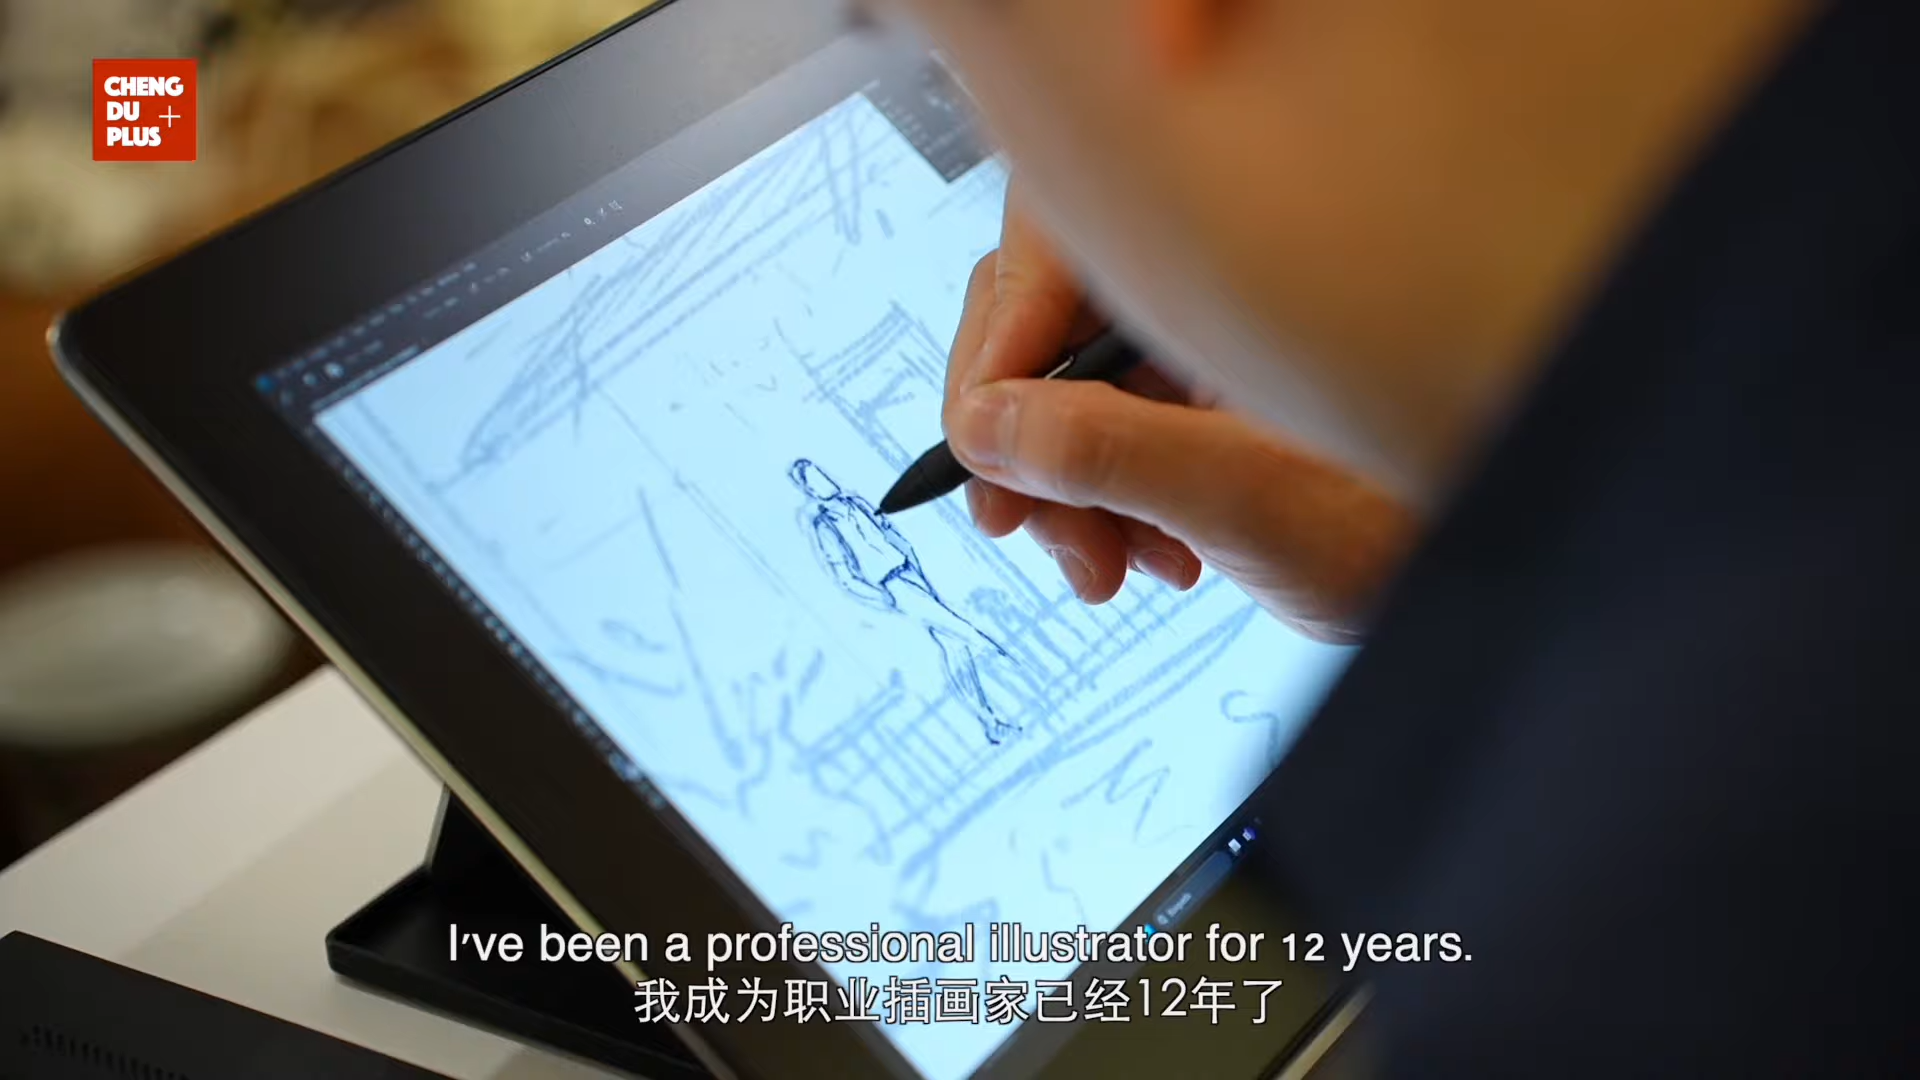 CHENG
DU
PLUS+
I've been a professional illustrator for 12 years.
我成为职业插画家已经12年了